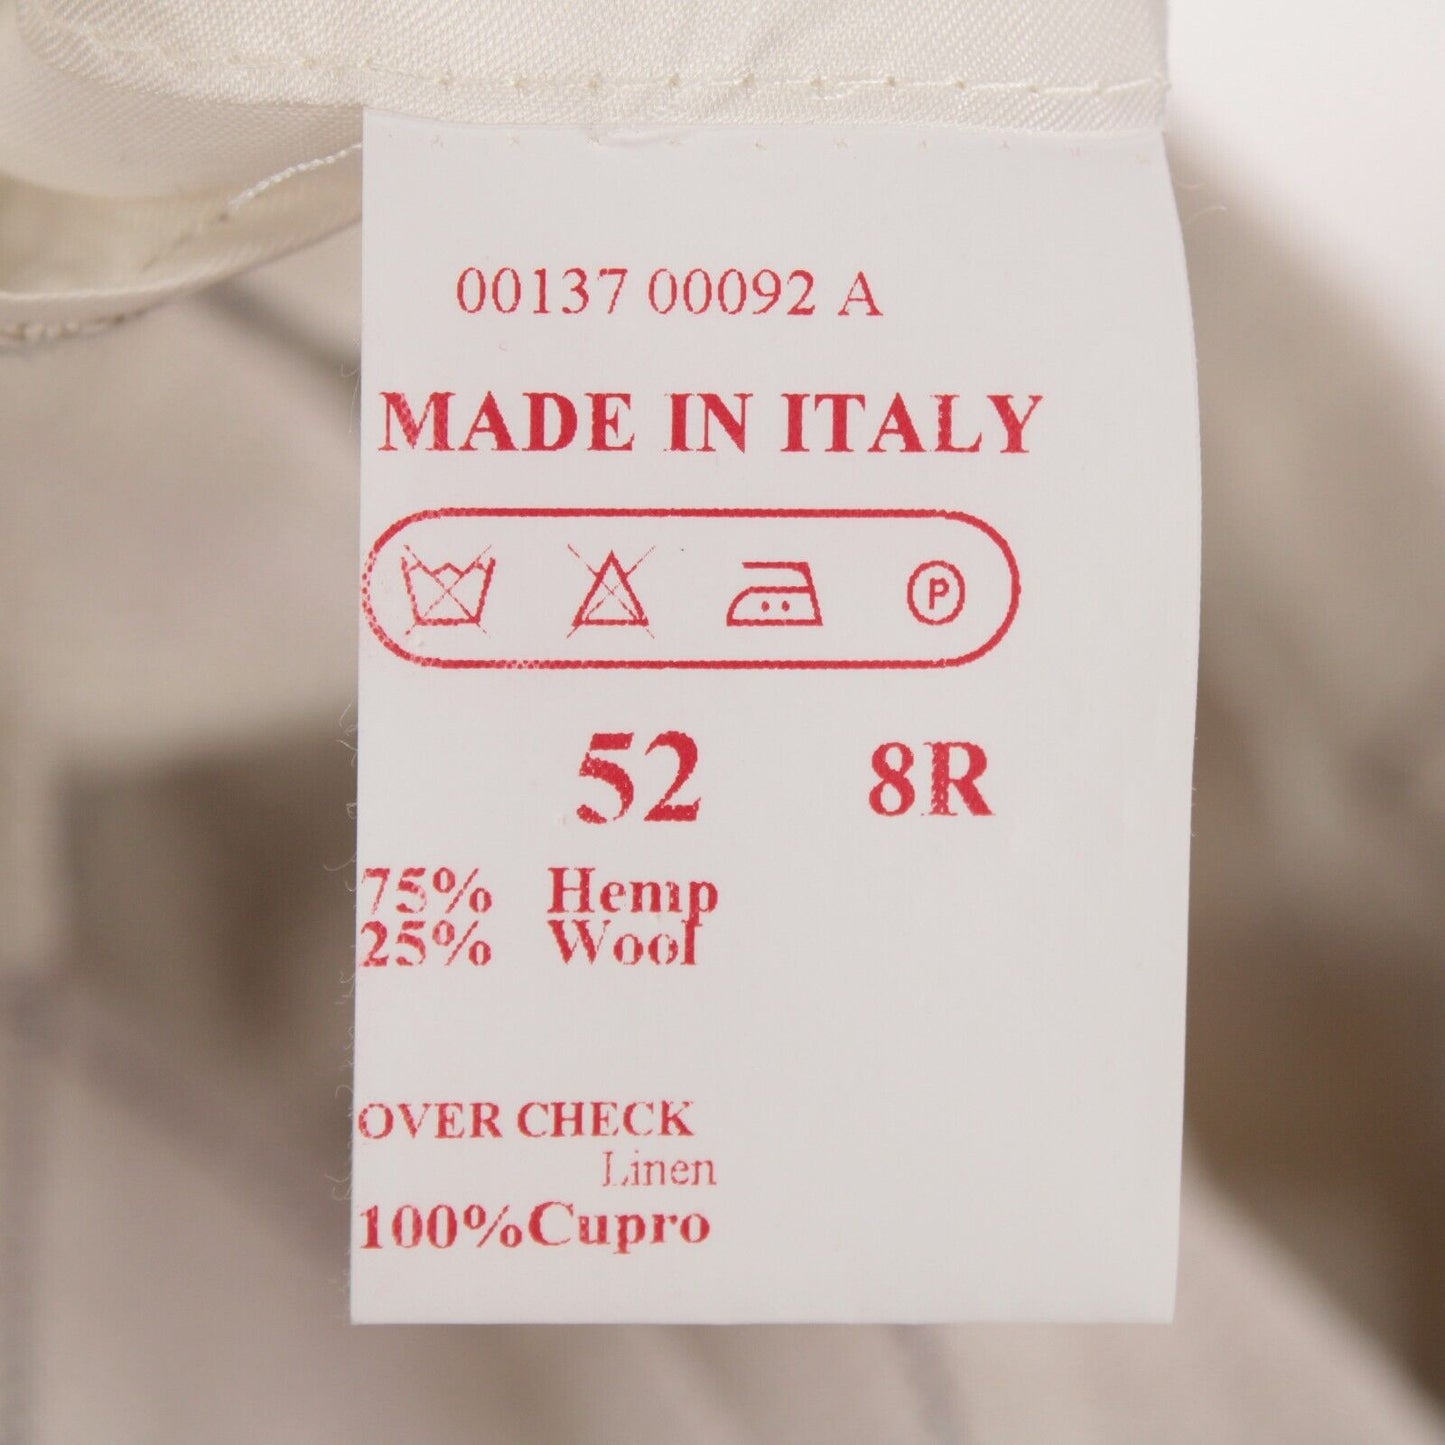 00137 00092 A
MADE IN ITALY
P
52 8R
75% Hemp
25% Wool
OVER CHECK
Linen
100%Cupro